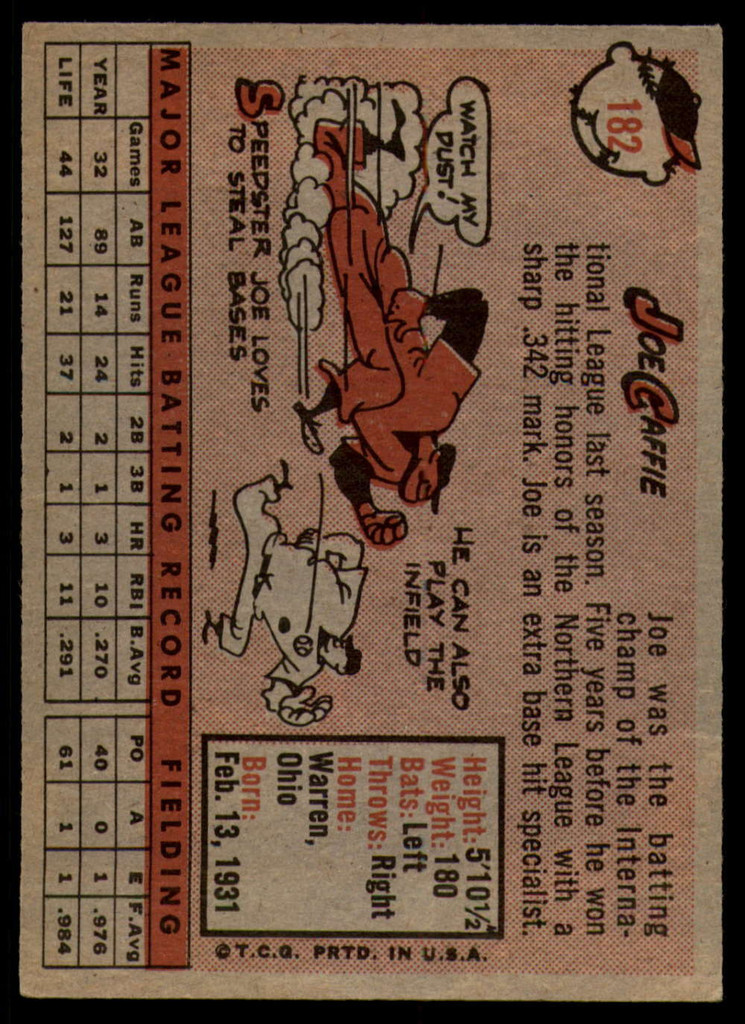 182
JOE CAFFIE
Joe was the batting
champ of the Interna-
tional League last season. Five years before he won
the hitting honors of the Northern League with a
sharp .342 mark. Joe is an extra base hit specialist.
WATCH MY
DUST!
SPEEDSTER JOE LOVES
TO STEAL BASES
HE CAN ALSO
PLAY THE
INFIELD
Height: 5'10½"
Weight: 180
Bats: Left
Throws: Right
Home:
Warren,
Ohio
Born:
Feb. 13, 1931
©T.C.G. PRTD. IN U.S.A.
MAJOR LEAGUE BATTING RECORD FIELDING
Games AB Runs Hits 2B 3B HR RBI B.Avg PO A E F.Avg
YEAR 32 89 14 24 2 1 3 10 .270 40 0 1 .976
LIFE 44 127 21 37 2 1 3 11 .291 61 1 1 .984